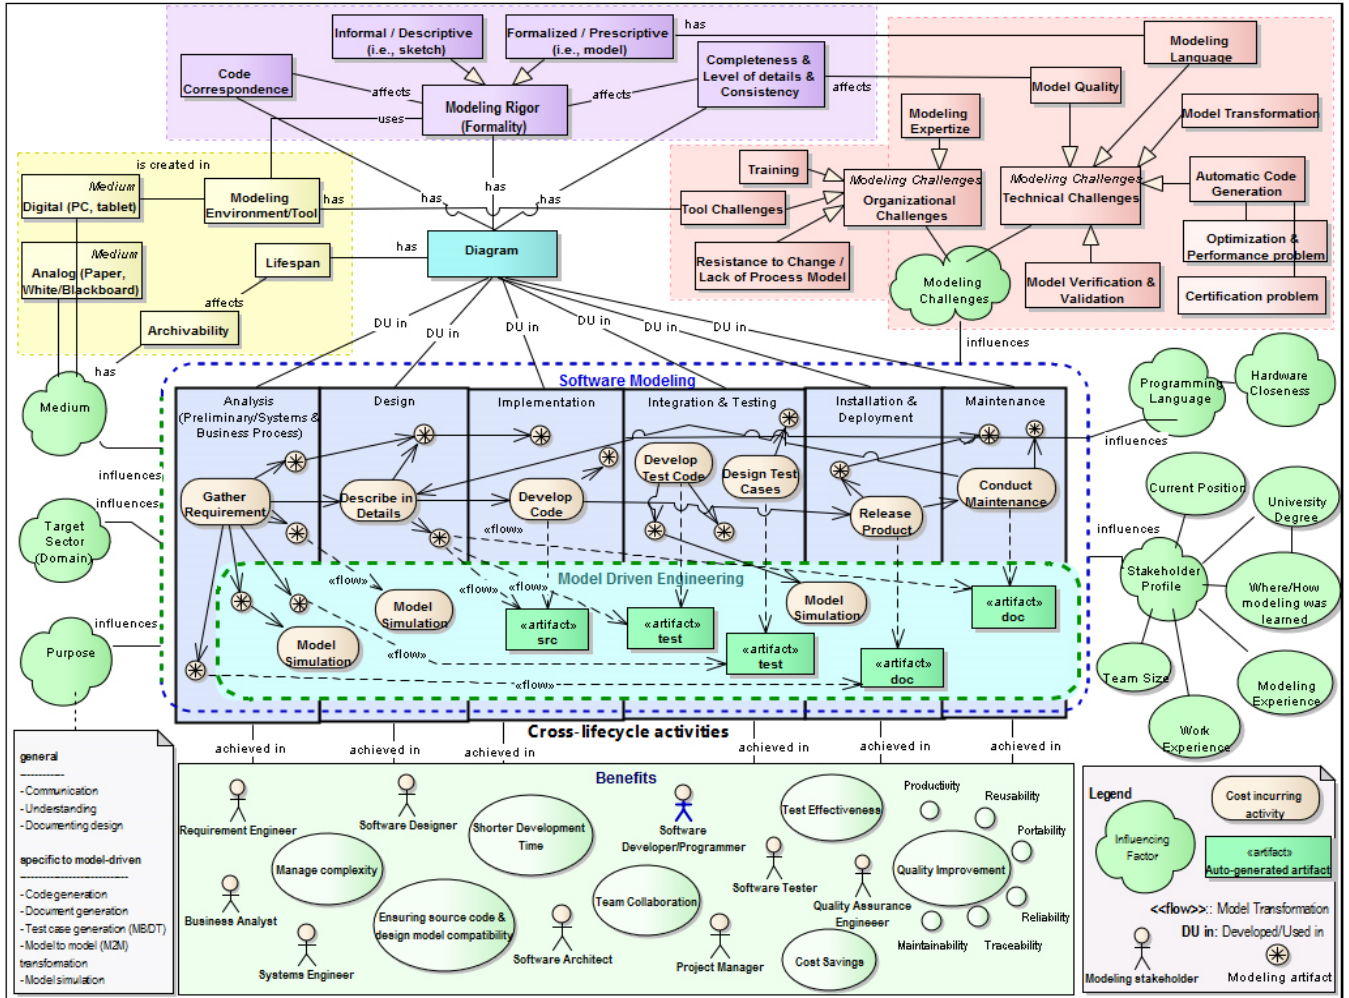 Informal / Descriptive
(i.e., sketch)
Formalized / Prescriptive
(i.e., model)
has
Modeling
Language
Code
Correspondence
Completeness &
Level of details &
Consistency
affects
affects
affects
Modeling Rigor
(Formality)
uses
Model Quality
Modeling
Expertize
Model Transformation
is created in
Medium
Digital (PC, tablet)
Modeling
Environment/Tool
has
has
has
has
Training
Tool Challenges
Modeling Challenges
Organizational
Challenges
Modeling Challenges
Technical Challenges
Automatic Code
Generation
Medium
Analog (Paper,
White/Blackboard)
Lifespan
has
Diagram
Resistance to Change /
Lack of Process Model
Modeling
Challenges
Model Verification &
Validation
Optimization &
Performance problem
Certification problem
affects
Archivability
DU in
DU in
DU in
DU in
DU in
DU in
influences
has
Medium
Software Modeling
Programming
Language
Hardware
Closeness
Analysis
(Preliminary/Systems &
Business Process)
Design
Implementation
Integration & Testing
Installation &
Deployment
Maintenance
influences
influences
influences
Gather
Requirement
Describe in
Details
Develop
Code
Develop
Test Code
Design Test
Cases
Release
Product
Conduct
Maintenance
Current Position
University
Degree
Target
Sector
(Domain)
«flow»
influences
Stakeholder
Profile
Where/How
modeling was
learned
Model Driven Engineering
«flow»
«flow»
Model
Simulation
Model
Simulation
Model
Simulation
«artifact»
src
«artifact»
test
«artifact»
test
«artifact»
doc
«artifact»
doc
«flow»
«flow»
influences
Purpose
Team Size
Modeling
Experience
Work
Experience
Cross-lifecycle activities
achieved in
achieved in
achieved in
achieved in
achieved in
achieved in
general
------------
- Communication
- Understanding
- Documenting design
specific to model-driven
------------------------------
- Code generation
- Document generation
- Test case generation (MBDT)
- Model to model (M2M)
transformation
- Model simulation
Benefits
Requirement Engineer
Software Designer
Shorter Development
Time
Software
Developer/Programmer
Test Effectiveness
Productivity
Reusability
Portability
Manage complexity
Quality Improvement
Software Tester
Business Analyst
Ensuring source code &
design model compatibility
Team Collaboration
Quality Assurance
Engineeer
Reliability
Maintainability
Traceability
Systems Engineer
Software Architect
Project Manager
Cost Savings
Legend
Influencing
Factor
Cost incurring
activity
«artifact»
Auto-generated artifact
<<flow>>:: Model Transformation
DU in: Developed/Used in
Modeling stakeholder
Modeling artifact